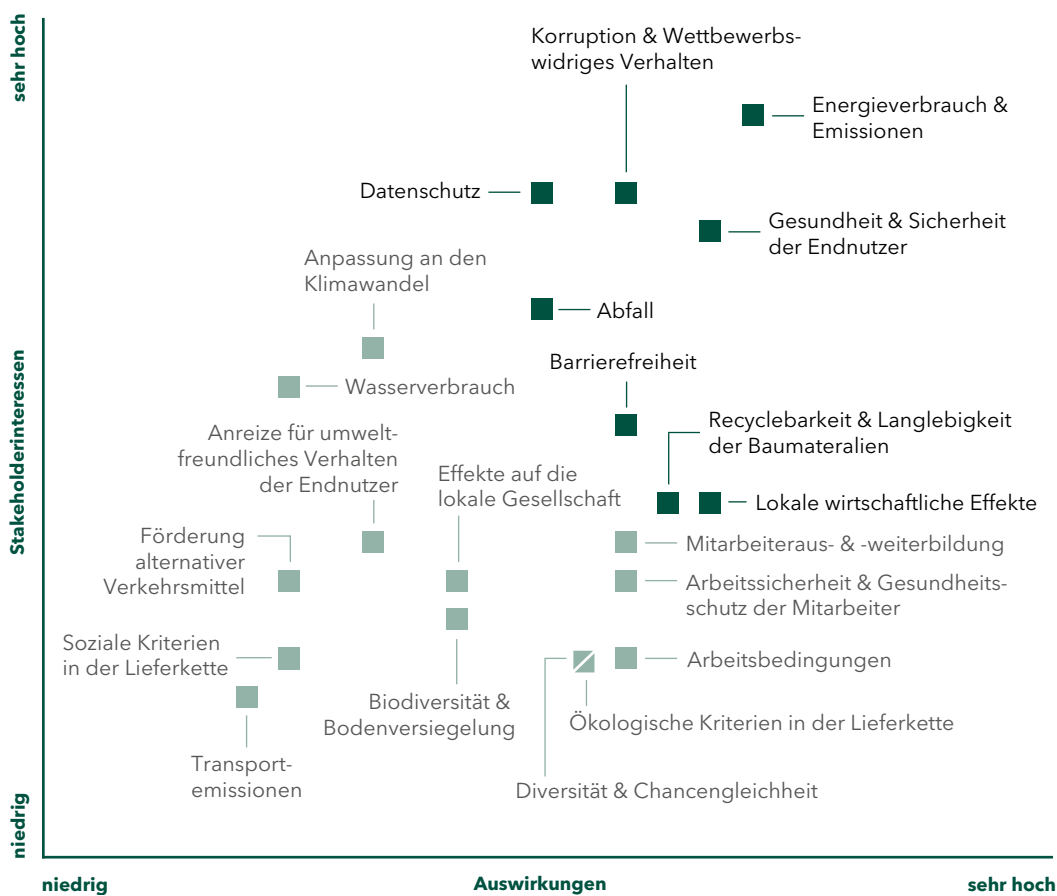 sehr hoch
Korruption & Wettbewerbs-
widriges Verhalten
Energieverbrauch &
Emissionen
Datenschutz
Gesundheit & Sicherheit
der Endnutzer
Anpassung an den
Klimawandel
Abfall
Barrierefreiheit
Wasserverbrauch
Recyclebarkeit & Langlebigkeit
der Baumateralien
Anreize für umwelt-
freundliches Verhalten
der Endnutzer
Effekte auf die
lokale Gesellschaft
Lokale wirtschaftliche Effekte
Stakeholderinteressen
Förderung
alternativer
Verkehrsmittel
Mitarbeiteraus- & -weiterbildung
Arbeitssicherheit & Gesundheits-
schutz der Mitarbeiter
Soziale Kriterien
in der Lieferkette
Arbeitsbedingungen
Biodiversität &
Bodenversiegelung
Ökologische Kriterien in der Lieferkette
Transport-
emissionen
Diversität & Chancengleichheit
niedrig
niedrig
Auswirkungen
sehr hoch